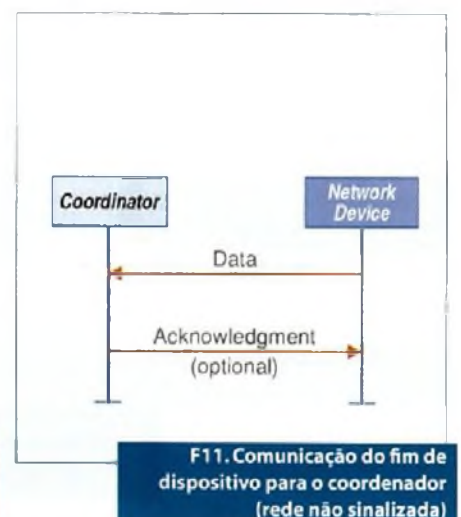 Coordinator
Network
Device
Data
Acknowledgment
(optional)
F11. Comunicação do fim de
dispositivo para o coordenador
(rede não sinalizada)